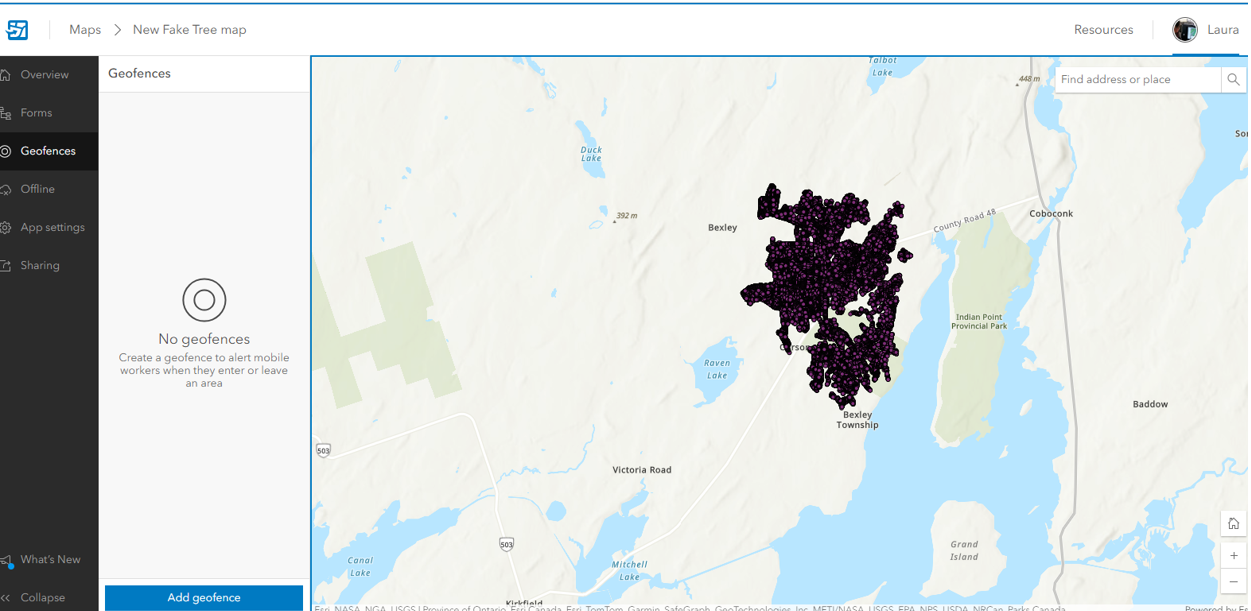 Maps > New Fake Tree map
Resources
Laura
Overview
Forms
Geofences
Offline
App settings
Sharing
What's New
Collapse
Geofences
No geofences
Create a geofence to alert mobile
workers when they enter or leave
an area
Add geofence
Find address or place
Talbot
Lake
448 m
Duck
Lake
392 m
Bexley
County Road 48
Coboconk
Indian Point
Provincial Park
Raven
Lake
Baddow
Bexley
Township
503
Victoria Road
503
Grand
Island
Canal
Lake
Mitchell
Lake
Kirkfield
Esri, NASA, NGA, USGS | Province of Ontario, Esri Canada, Esri, TomTom, Garmin, SafeGraph, GeoTechnologies, Inc, METI/NASA, USGS, EPA, NPS, USDA, NRCan, Parks Canada
Powered by